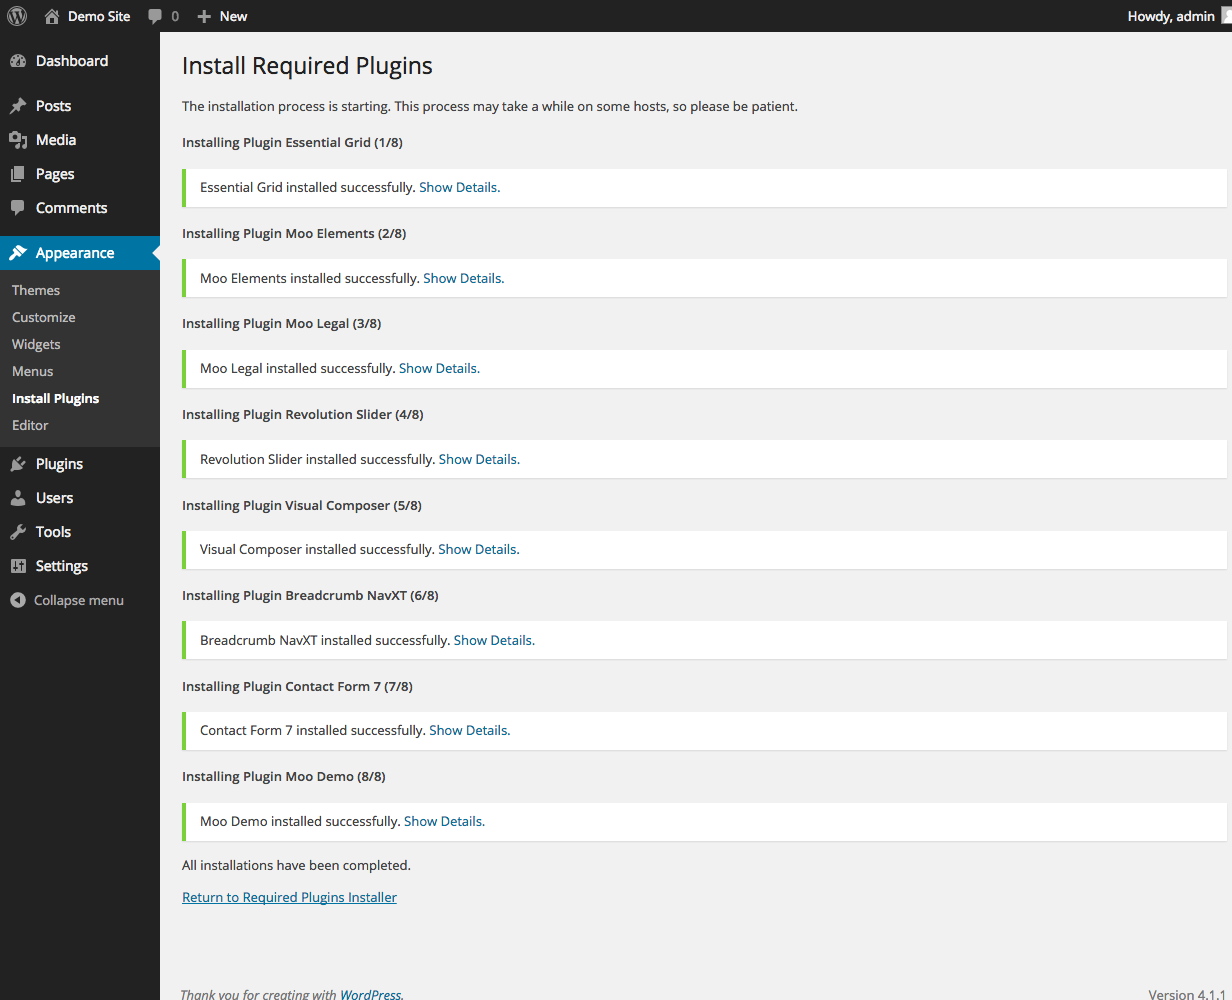 Demo Site 0 New Howdy, admin
Dashboard
Posts
Media
Pages
Comments
Appearance
Themes
Customize
Widgets
Menus
Install Plugins
Editor
Plugins
Users
Tools
Settings
Collapse menu
Install Required Plugins
The installation process is starting. This process may take a while on some hosts, so please be patient.
Installing Plugin Essential Grid (1/8)
Essential Grid installed successfully. Show Details.
Installing Plugin Moo Elements (2/8)
Moo Elements installed successfully. Show Details.
Installing Plugin Moo Legal (3/8)
Moo Legal installed successfully. Show Details.
Installing Plugin Revolution Slider (4/8)
Revolution Slider installed successfully. Show Details.
Installing Plugin Visual Composer (5/8)
Visual Composer installed successfully. Show Details.
Installing Plugin Breadcrumb NavXT (6/8)
Breadcrumb NavXT installed successfully. Show Details.
Installing Plugin Contact Form 7 (7/8)
Contact Form 7 installed successfully. Show Details.
Installing Plugin Moo Demo (8/8)
Moo Demo installed successfully. Show Details.
All installations have been completed.
Return to Required Plugins Installer
Thank you for creating with WordPress. Version 4.1.1